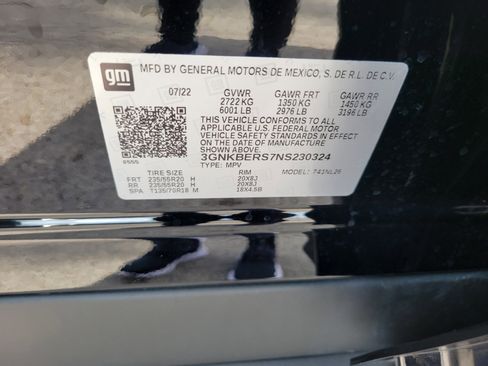 gm
MFD BY GENERAL MOTORS DE MEXICO, S. DE R.L. DE C.V.
07/22 GVWR GAWR FRT GAWR RR
2722 KG 1350 KG 1450 KG
6001 LB 2976 LB 3196 LB
THIS VEHICLE CONFORMS TO ALL
APPLICABLE U.S. FEDERAL MOTOR
VEHICLE SAFETY STANDARDS IN EFFECT
ON THE DATE OF MANUFACTURE SHOWN ABOVE.
3GNKBERS7NS230324
TYPE: MPV
TIRE SIZE RIM MODEL:
FRT 235/55R20 H 20X8J
RR 235/55R20 H 20X8J
SPA T135/70R18 M 18X4.5B